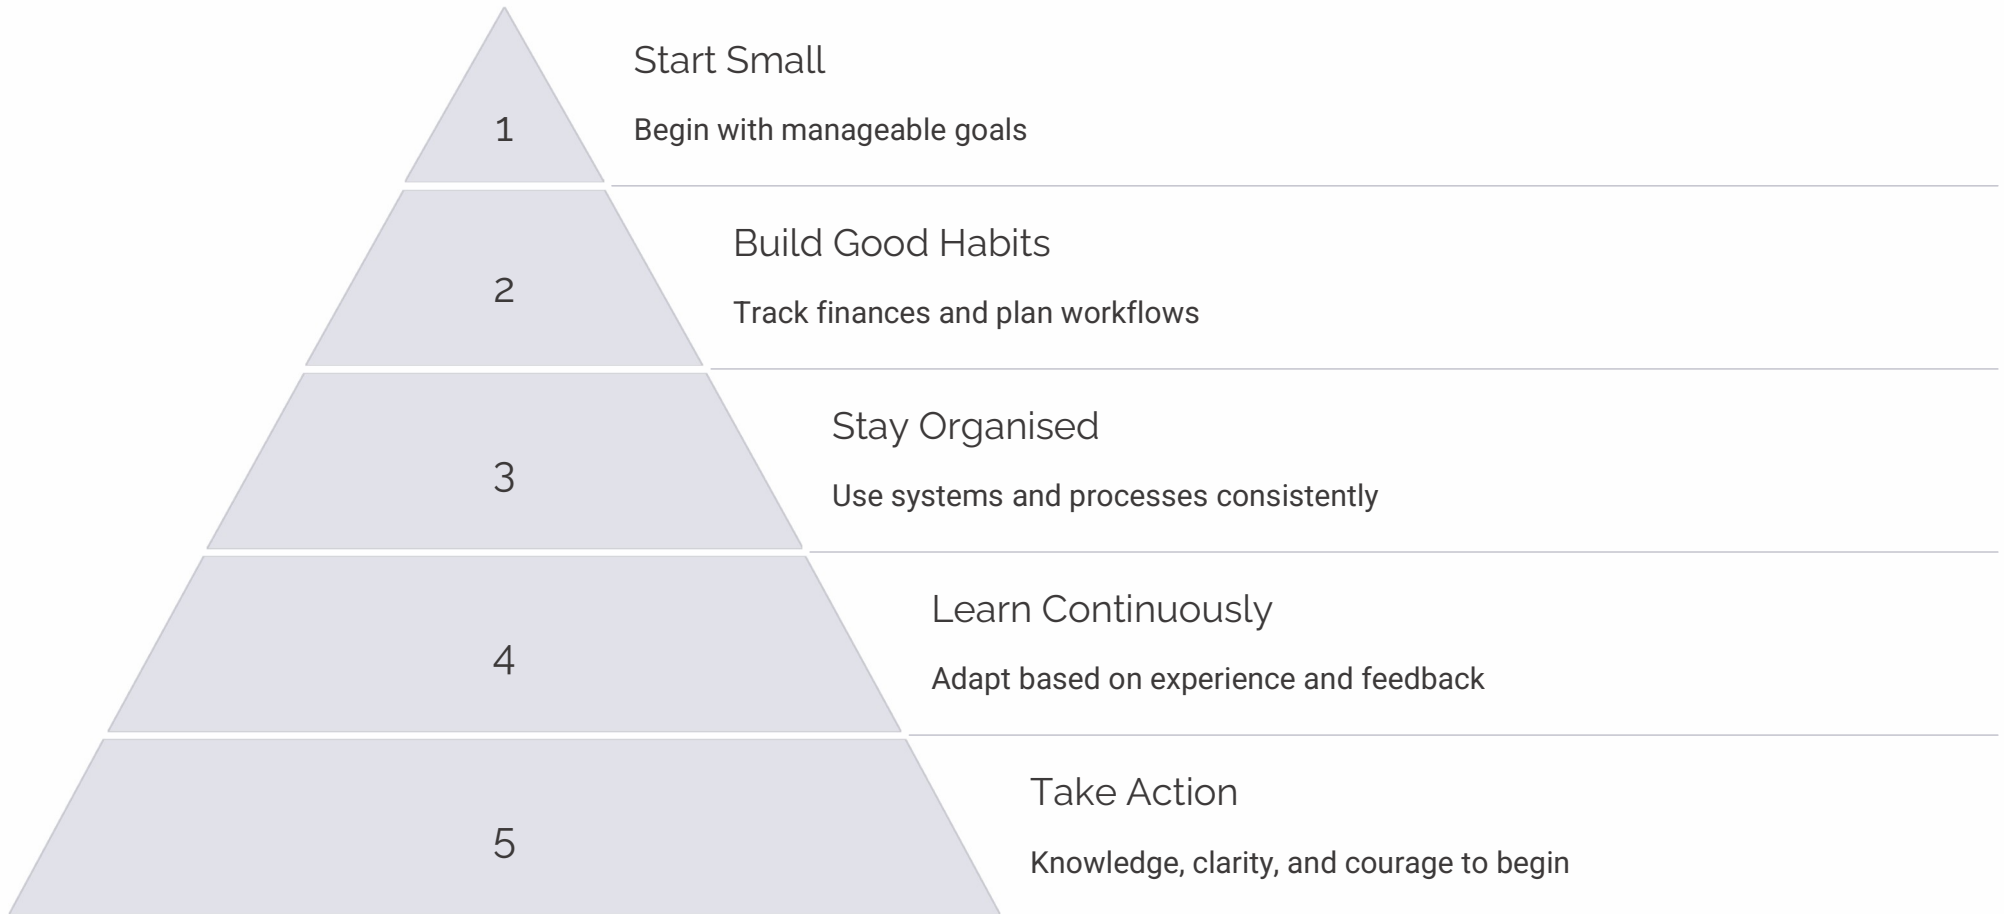 Start Small
1
Begin with manageable goals
Build Good Habits
2
Track finances and plan workflows
Stay Organised
3
Use systems and processes consistently
Learn Continuously
4
Adapt based on experience and feedback
Take Action
5
Knowledge, clarity, and courage to begin